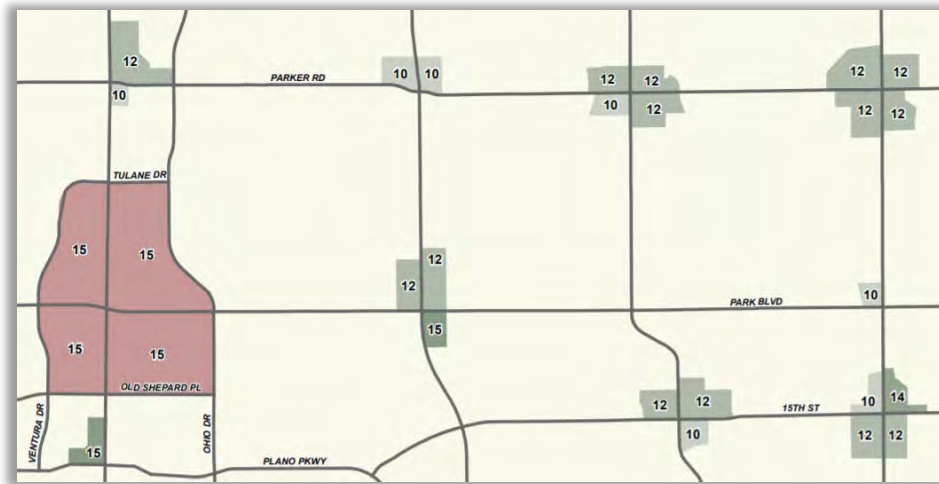 12
10
PARKER RD
10 10
12 12
10 12
12 12
12 12
TULANE DR
15 15
12
12
10
PARK BLVD
15
15 15
OLD SHEPARD PL
VENTURA DR
OHIO DR
15
12 12
10
15TH ST
10 14
12 12
PLANO PKWY